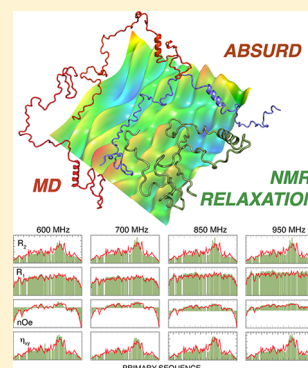 ABSURD
MD
NMR
RELAXATION
600 MHz 700 MHz 850 MHz 950 MHz
R2
R1
nOe
ηxy
PRIMARY SEQUENCE